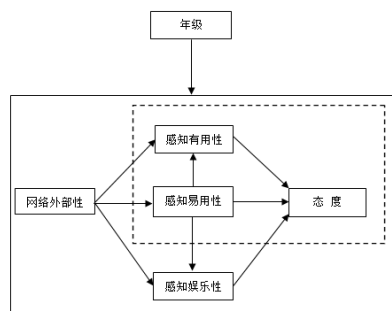 年级
感知有用性
网络外部性
感知易用性
态 度
感知娱乐性